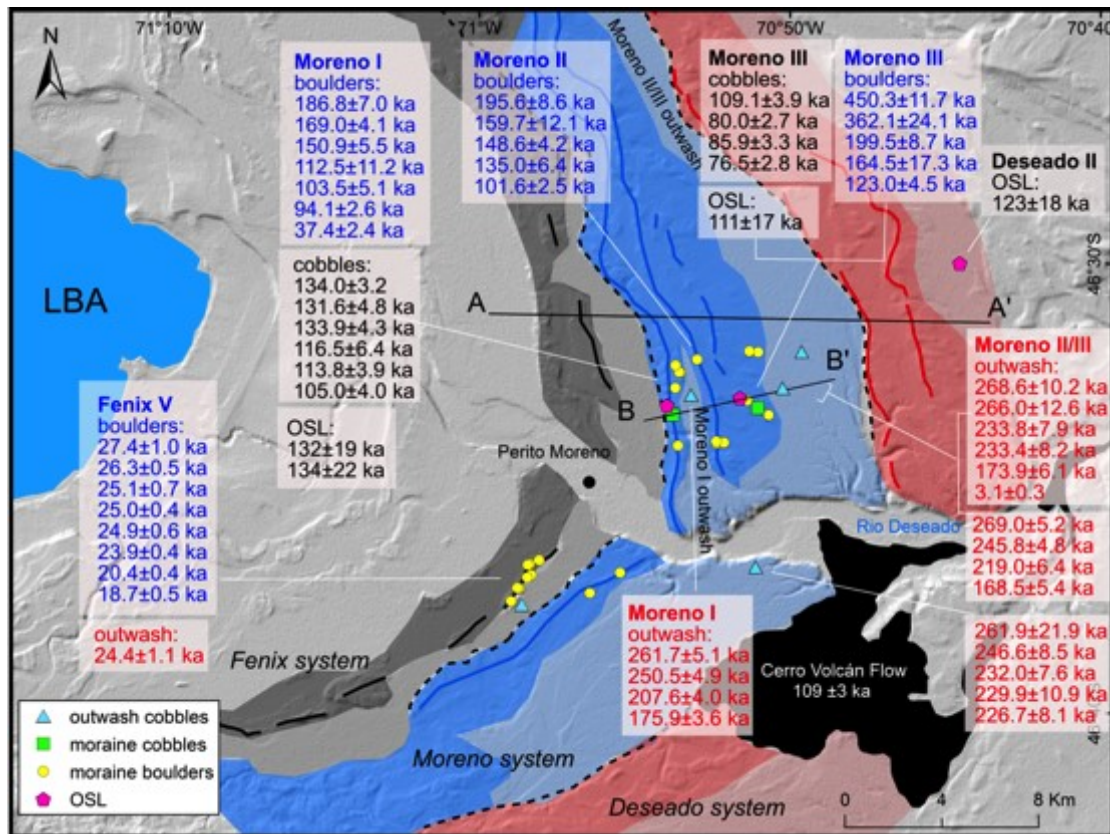 71°10'W
71°W
70°50'W
70°40'
N
Moreno I
boulders:
186.8±7.0 ka
169.0±4.1 ka
150.9±5.5 ka
112.5±11.2 ka
103.5±5.1 ka
94.1±2.6 ka
37.4±2.4 ka
cobbles:
134.0±3.2
131.6±4.8 ka
133.9±4.3 ka
116.5±6.4 ka
113.8±3.9 ka
105.0±4.0 ka
OSL:
132±19 ka
134±22 ka
Moreno II
boulders:
195.6±8.6 ka
159.7±12.1 ka
148.6±4.2 ka
135.0±6.4 ka
101.6±2.5 ka
Moreno II/III outwash
Moreno III
cobbles:
109.1±3.9 ka
80.0±2.7 ka
85.9±3.3 ka
76.5±2.8 ka
OSL:
111±17 ka
Moreno III
boulders:
450.3±11.7 ka
362.1±24.1 ka
199.5±8.7 ka
164.5±17.3 ka
123.0±4.5 ka
Deseado II
OSL:
123±18 ka
46°30'S
LBA
A
A'
B
B'
Moreno I outwash
Perito Moreno
Rio Deseado
Fenix V
boulders:
27.4±1.0 ka
26.3±0.5 ka
25.1±0.7 ka
25.0±0.4 ka
24.9±0.6 ka
23.9±0.4 ka
20.4±0.4 ka
18.7±0.5 ka
outwash:
24.4±1.1 ka
Moreno II/III
outwash:
268.6±10.2 ka
266.0±12.6 ka
233.8±7.9 ka
233.4±8.2 ka
173.9±6.1 ka
3.1±0.3
269.0±5.2 ka
245.8±4.8 ka
219.0±6.4 ka
168.5±5.4 ka
261.9±21.9 ka
246.6±8.5 ka
232.0±7.6 ka
229.9±10.9 ka
226.7±8.1 ka
Moreno I
outwash:
261.7±5.1 ka
250.5±4.9 ka
207.6±4.0 ka
175.9±3.6 ka
Cerro Volcán Flow
109 ±3 ka
Fenix system
Moreno system
Deseado system
outwash cobbles
moraine cobbles
moraine boulders
OSL
0 4 8 Km